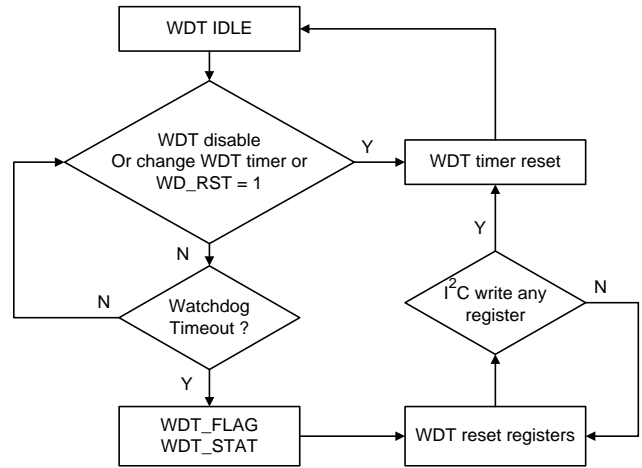 WDT IDLE
WDT disable
Or change WDT timer or
WD_RST = 1
Y
WDT timer reset
N
Y
Watchdog
Timeout ?
N
I²C write any
register
N
Y
WDT_FLAG
WDT_STAT
WDT reset registers